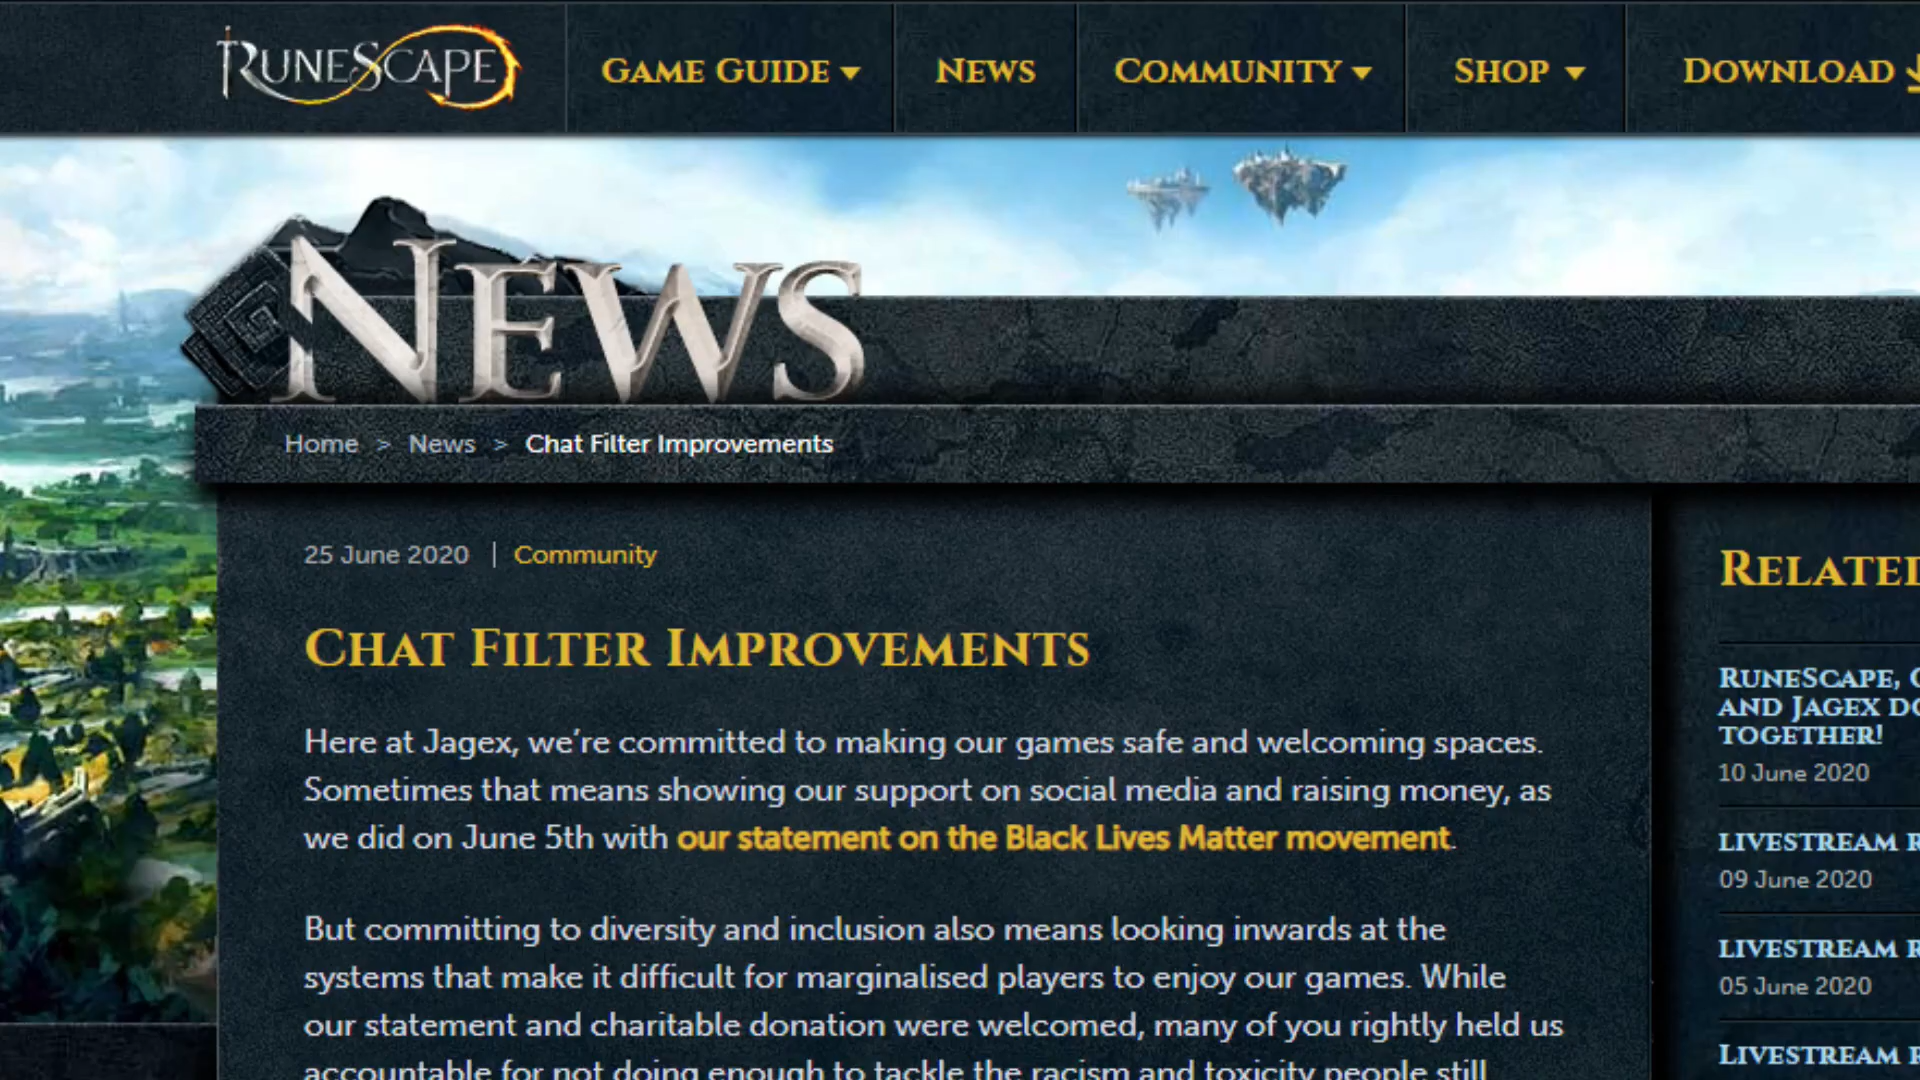 RUNESCAPE
GAME GUIDE
NEWS
COMMUNITY
SHOP
DOWNLOAD
NEWS
Home > News > Chat Filter Improvements
25 June 2020 | Community
CHAT FILTER IMPROVEMENTS
Here at Jagex, we're committed to making our games safe and welcoming spaces.
Sometimes that means showing our support on social media and raising money, as
we did on June 5th with our statement on the Black Lives Matter movement.
But committing to diversity and inclusion also means looking inwards at the
systems that make it difficult for marginalised players to enjoy our games. While
our statement and charitable donation were welcomed, many of you rightly held us
accountable for not doing enough to tackle the racism and toxicity people still
RELATED
RUNESCAPE,
AND JAGEX
TOGETHER!
10 June 2020
LIVESTREAM
09 June 2020
LIVESTREAM
05 June 2020
LIVESTREAM